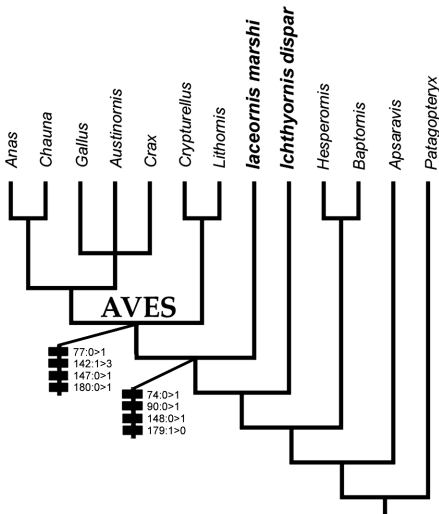 Anas
Chauna
Gallus
Austinornis
Crax
Crypturellus
Lithornis
Iaceornis marshi
Ichthyornis dispar
Hesperornis
Baptornis
Apsaravis
Patagopteryx
AVES
77:0>1
142:1>3
147:0>1
180:0>1
74:0>1
90:0>1
148:0>1
179:1>0